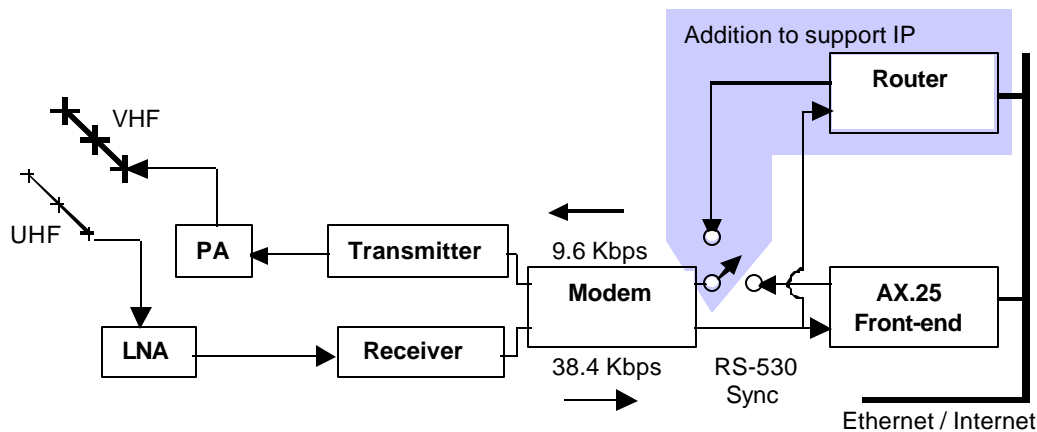 Addition to support IP
Router
VHF
UHF
PA
Transmitter
9.6 Kbps
Modem
AX.25
Front-end
LNA
Receiver
38.4 Kbps
RS-530
Sync
Ethernet / Internet